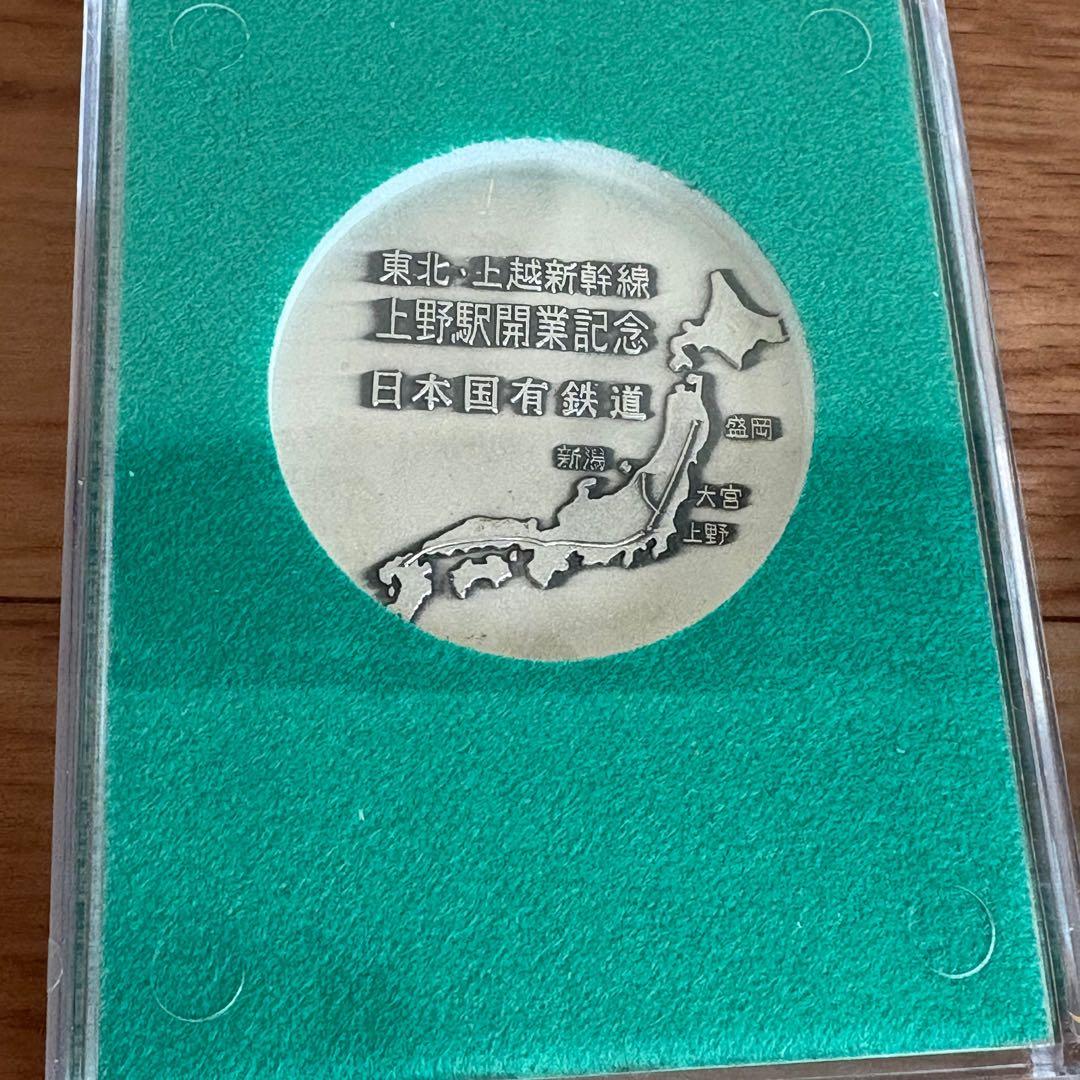 東北・上越新幹線
上野駅開業記念
日本国有鉄道
盛岡
新潟
大宮
上野